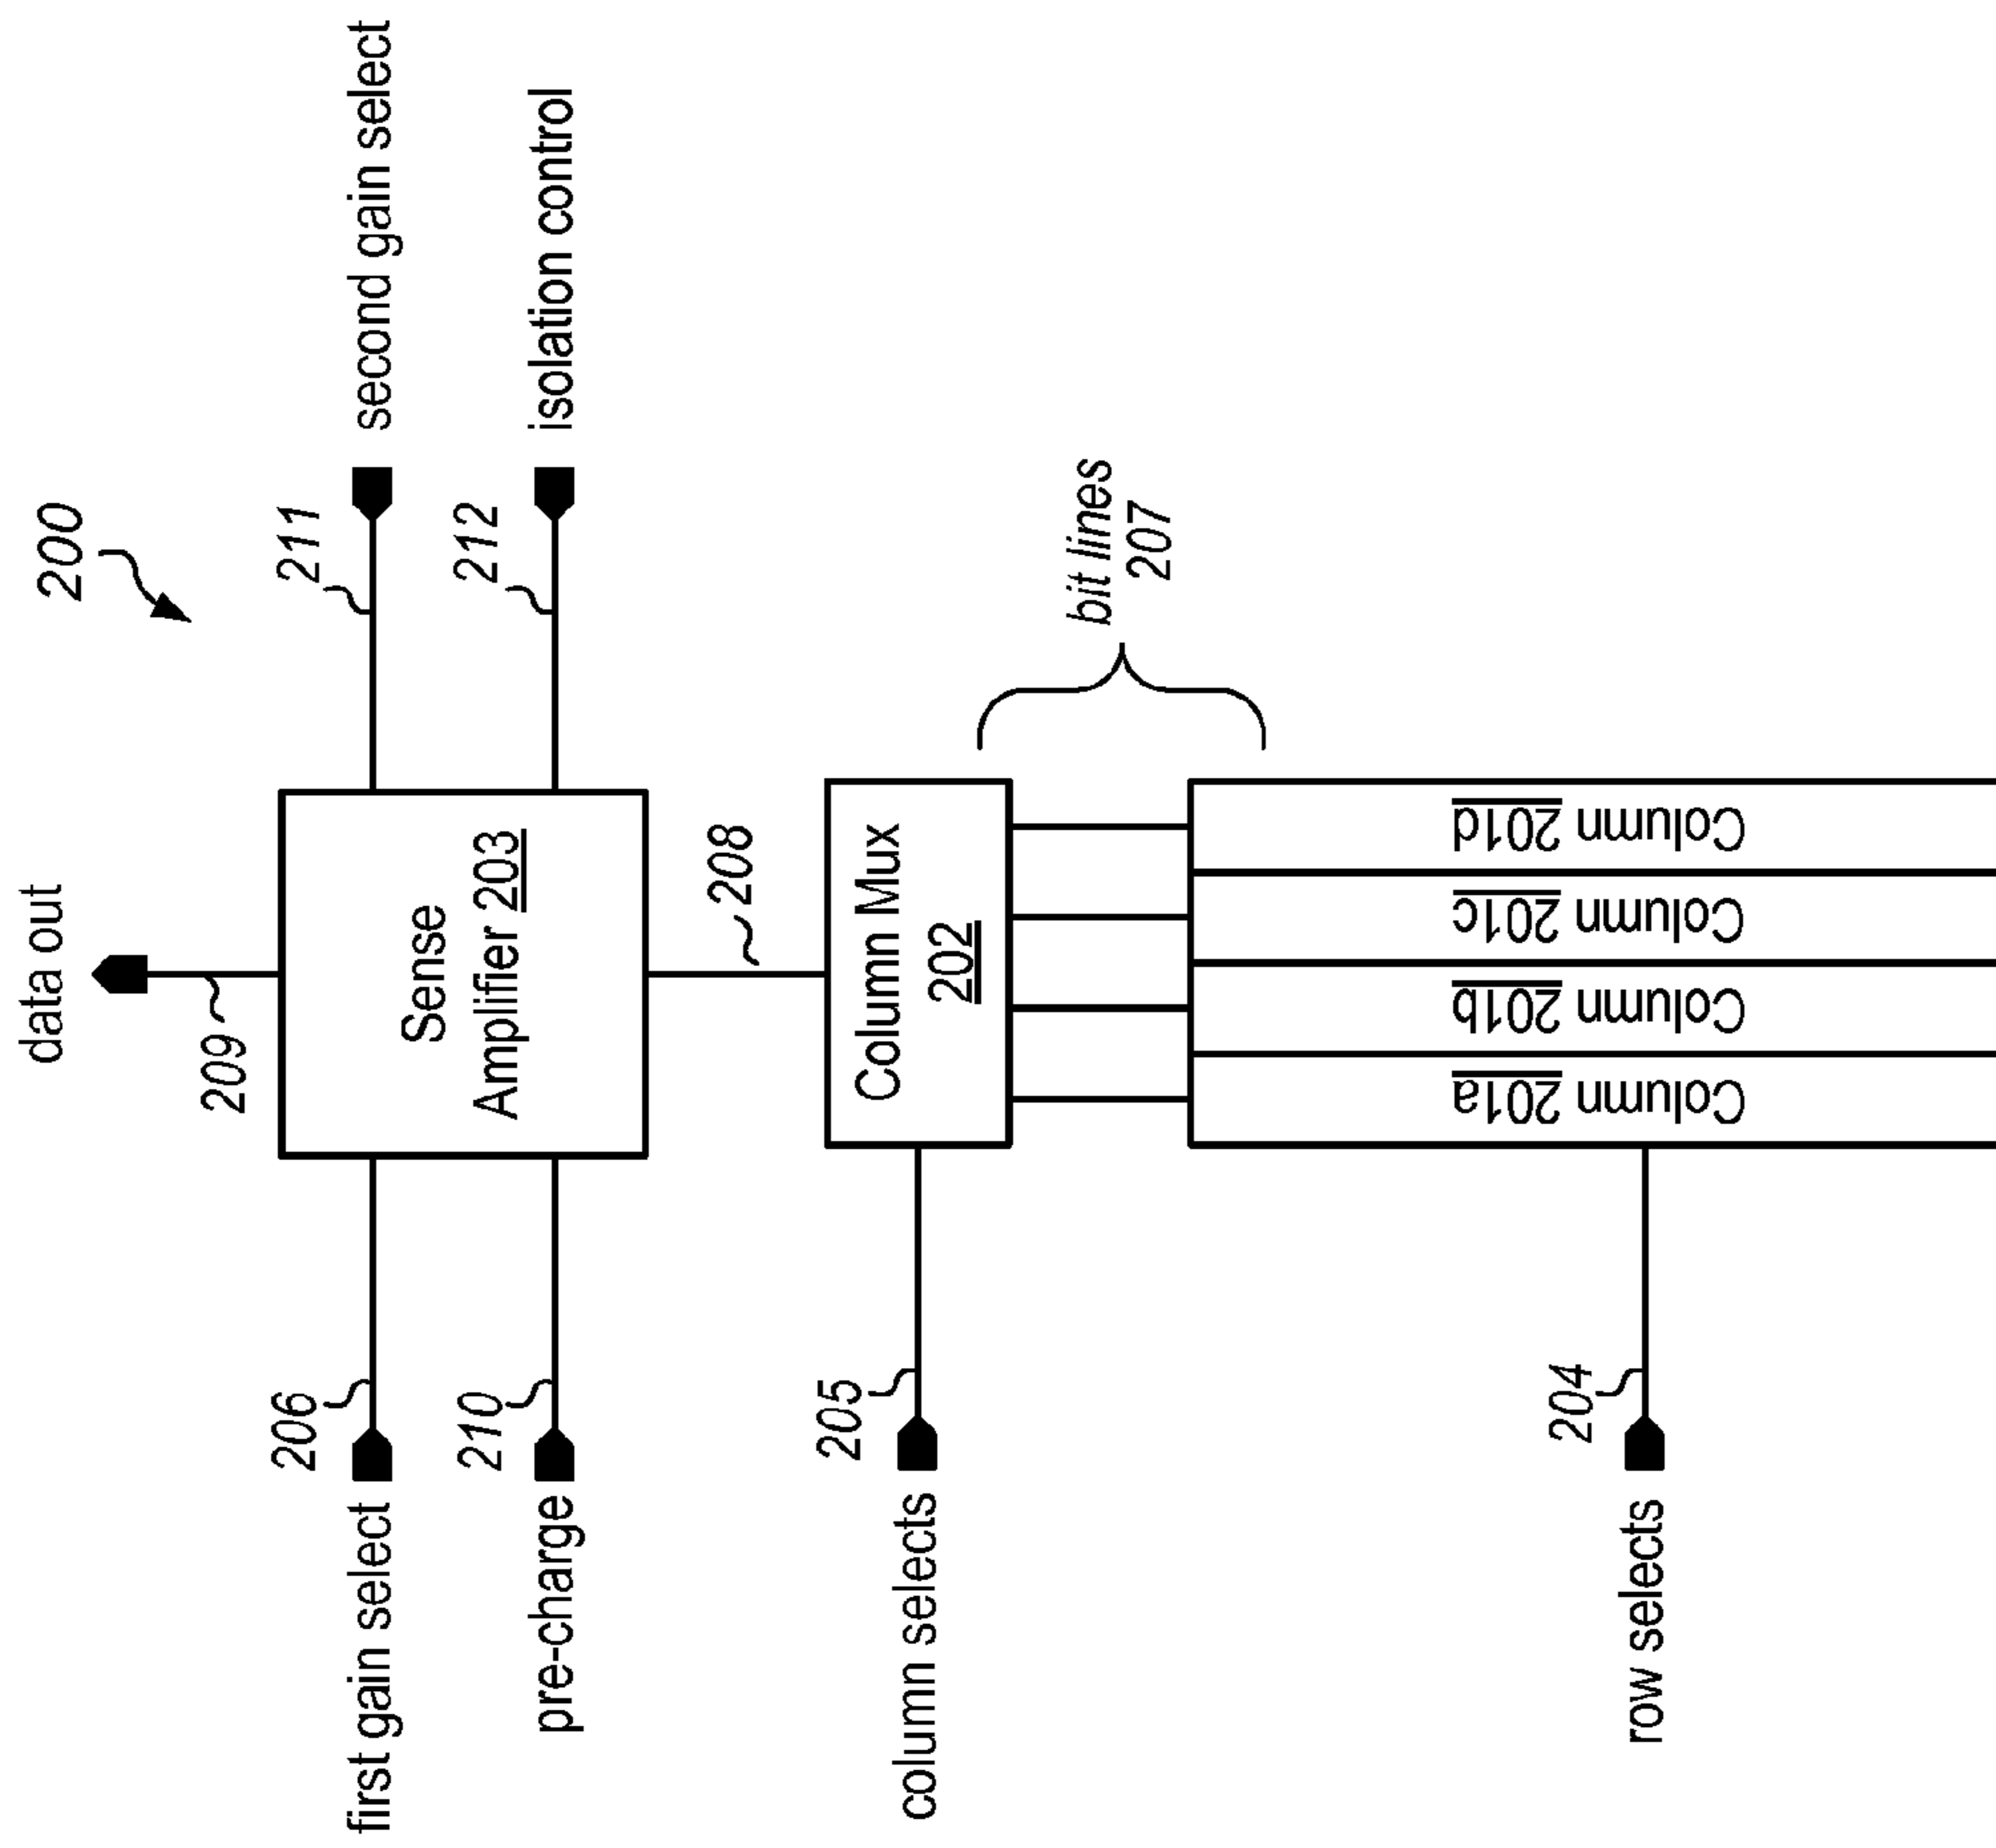 200
data out
209
first gain select
206
211
second gain select
Sense
Amplifier 203
pre-charge
210
212
isolation control
208
column selects
205
Column Mux
202
bit lines
207
row selects
204
Column 201a
Column 201b
Column 201c
Column 201d